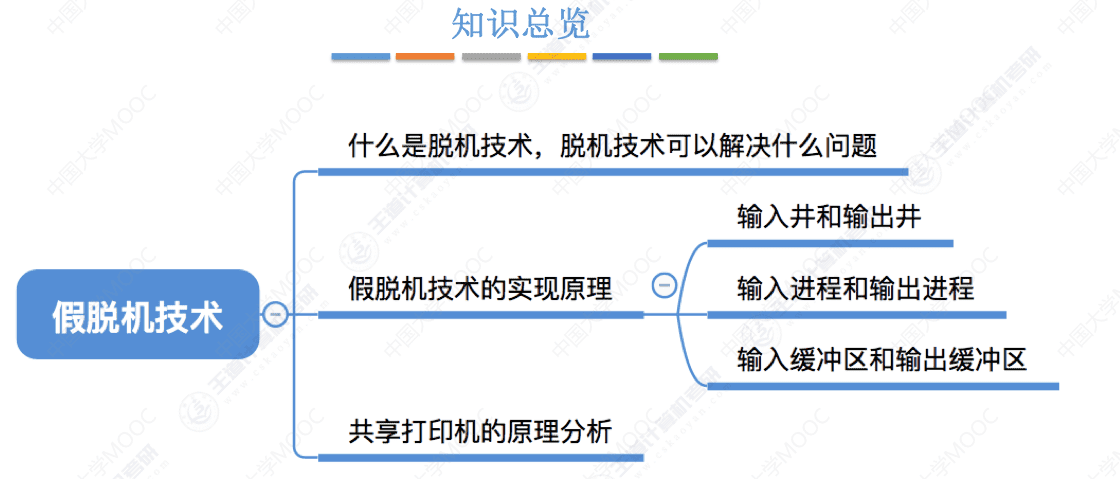 知识总览
什么是脱机技术，脱机技术可以解决什么问题
输入井和输出井
假脱机技术的实现原理
输入进程和输出进程
假脱机技术
输入缓冲区和输出缓冲区
共享打印机的原理分析
中国大学MOOC
王道计算机考研